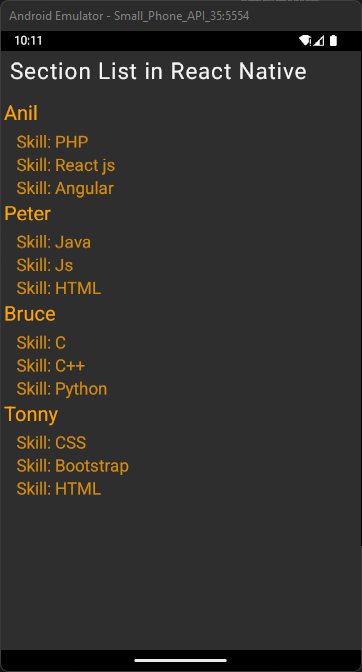 Android Emulator - Small_Phone_API_35:5554
10:11
Section List in React Native
Anil
Skill: PHP
Skill: React js
Skill: Angular
Peter
Skill: Java
Skill: Js
Skill: HTML
Bruce
Skill: C
Skill: C++
Skill: Python
Tonny
Skill: CSS
Skill: Bootstrap
Skill: HTML